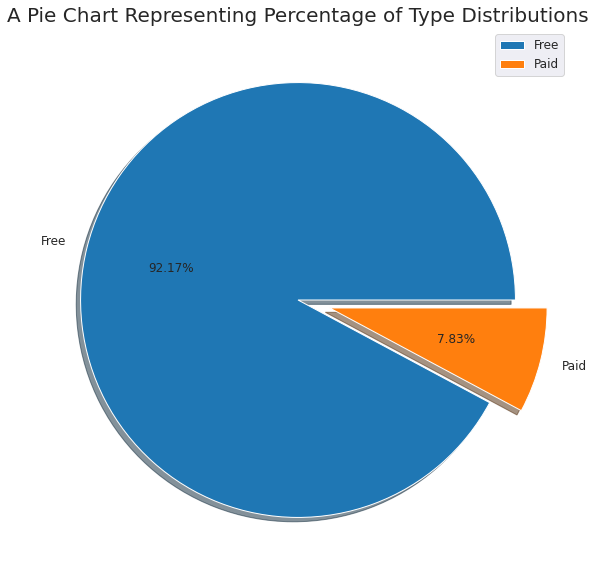 A Pie Chart Representing Percentage of Type Distributions
Free
Paid
Free
92.17%
7.83%
Paid